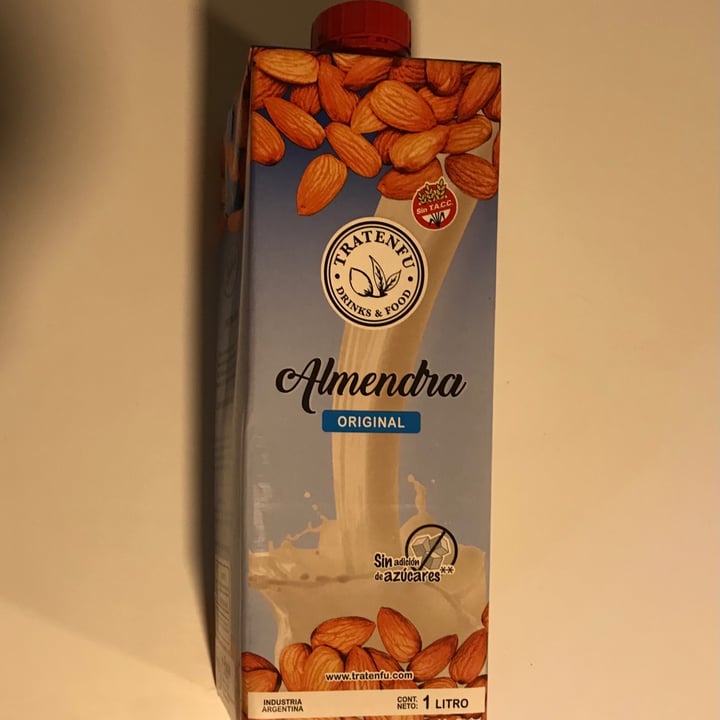 Sin T.A.C.C.
TRATENFU
DRINKS & FOOD
Almendra
ORIGINAL
Sin adición
de azúcares**
www.tratenfu.com
INDUSTRIA
ARGENTINA
CONT.
NETO: 1 LITRO